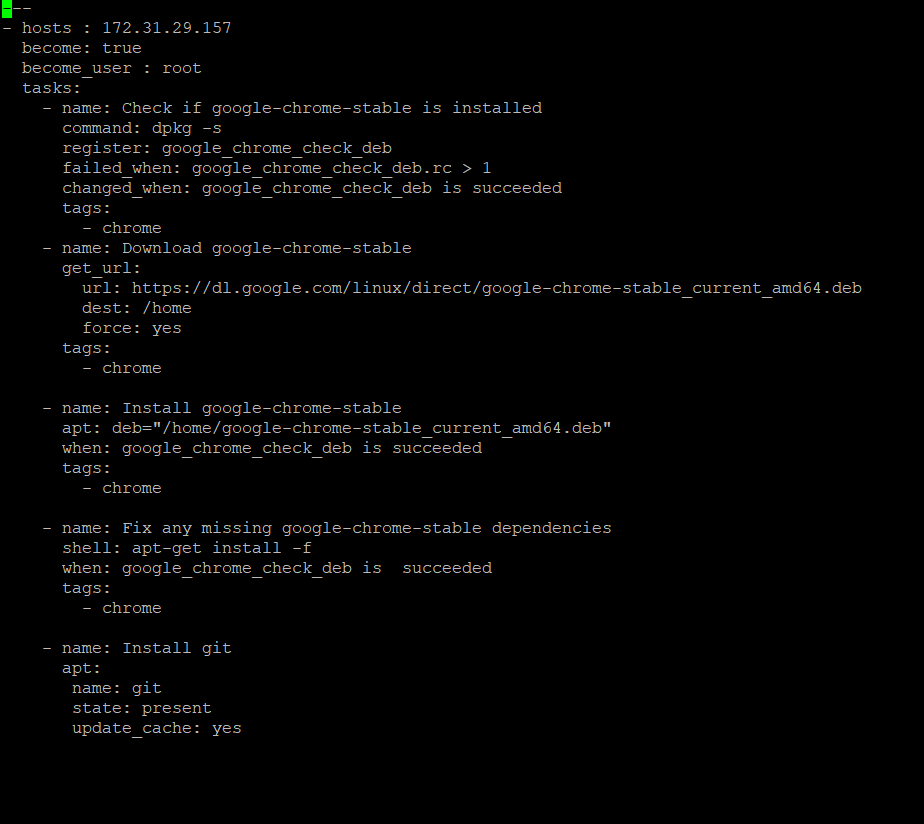 ---
- hosts : 172.31.29.157
  become: true
  become_user : root
  tasks:
    - name: Check if google-chrome-stable is installed
      command: dpkg -s
      register: google_chrome_check_deb
      failed_when: google_chrome_check_deb.rc > 1
      changed_when: google_chrome_check_deb is succeeded
      tags:
        - chrome
    - name: Download google-chrome-stable
      get_url:
        url: https://dl.google.com/linux/direct/google-chrome-stable_current_amd64.deb
        dest: /home
        force: yes
      tags:
        - chrome
    - name: Install google-chrome-stable
      apt: deb="/home/google-chrome-stable_current_amd64.deb"
      when: google_chrome_check_deb is succeeded
      tags:
        - chrome
    - name: Fix any missing google-chrome-stable dependencies
      shell: apt-get install -f
      when: google_chrome_check_deb is  succeeded
      tags:
        - chrome
    - name: Install git
      apt:
       name: git
       state: present
       update_cache: yes